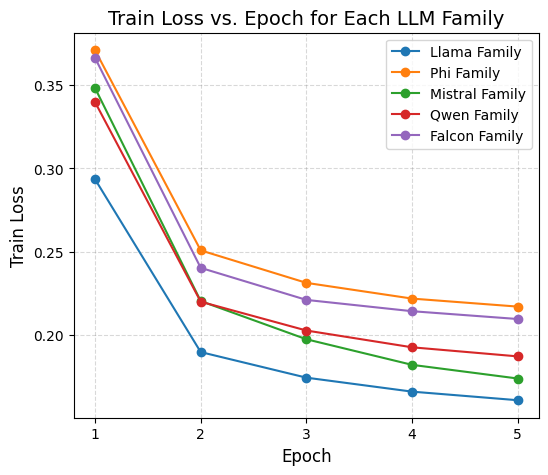 Train Loss vs. Epoch for Each LLM Family
Llama Family
Phi Family
Mistral Family
Qwen Family
Falcon Family
Train Loss
0.35
0.30
0.25
0.20
1 2 3 4 5
Epoch